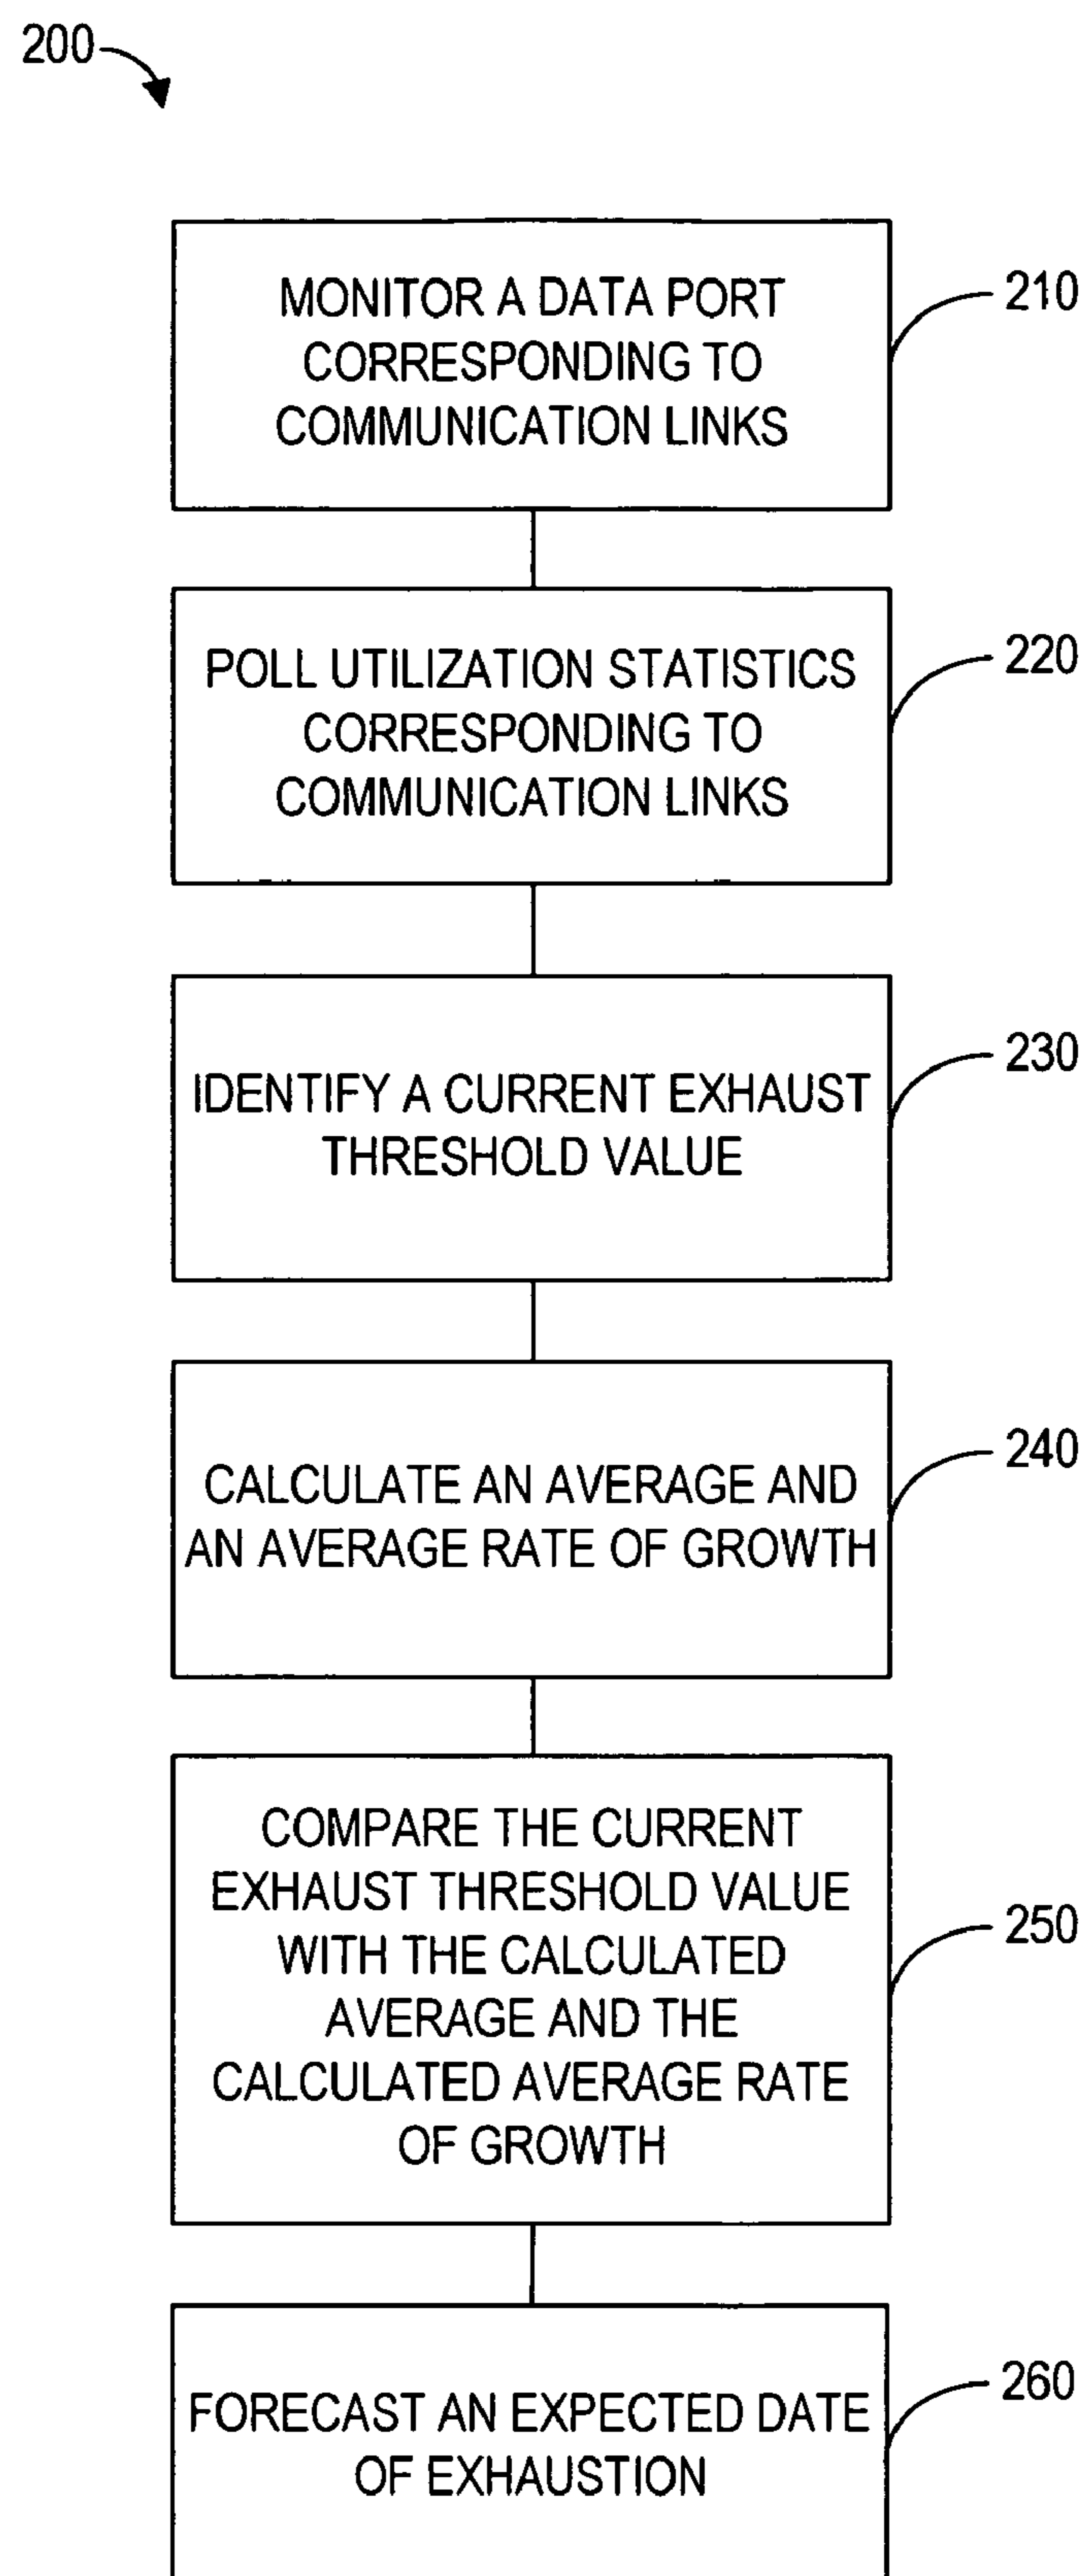 200
MONITOR A DATA PORT
CORRESPONDING TO
COMMUNICATION LINKS
210
POLL UTILIZATION STATISTICS
CORRESPONDING TO
COMMUNICATION LINKS
220
IDENTIFY A CURRENT EXHAUST
THRESHOLD VALUE
230
CALCULATE AN AVERAGE AND
AN AVERAGE RATE OF GROWTH
240
COMPARE THE CURRENT
EXHAUST THRESHOLD VALUE
WITH THE CALCULATED
AVERAGE AND THE
CALCULATED AVERAGE RATE
OF GROWTH
250
FORECAST AN EXPECTED DATE
OF EXHAUSTION
260